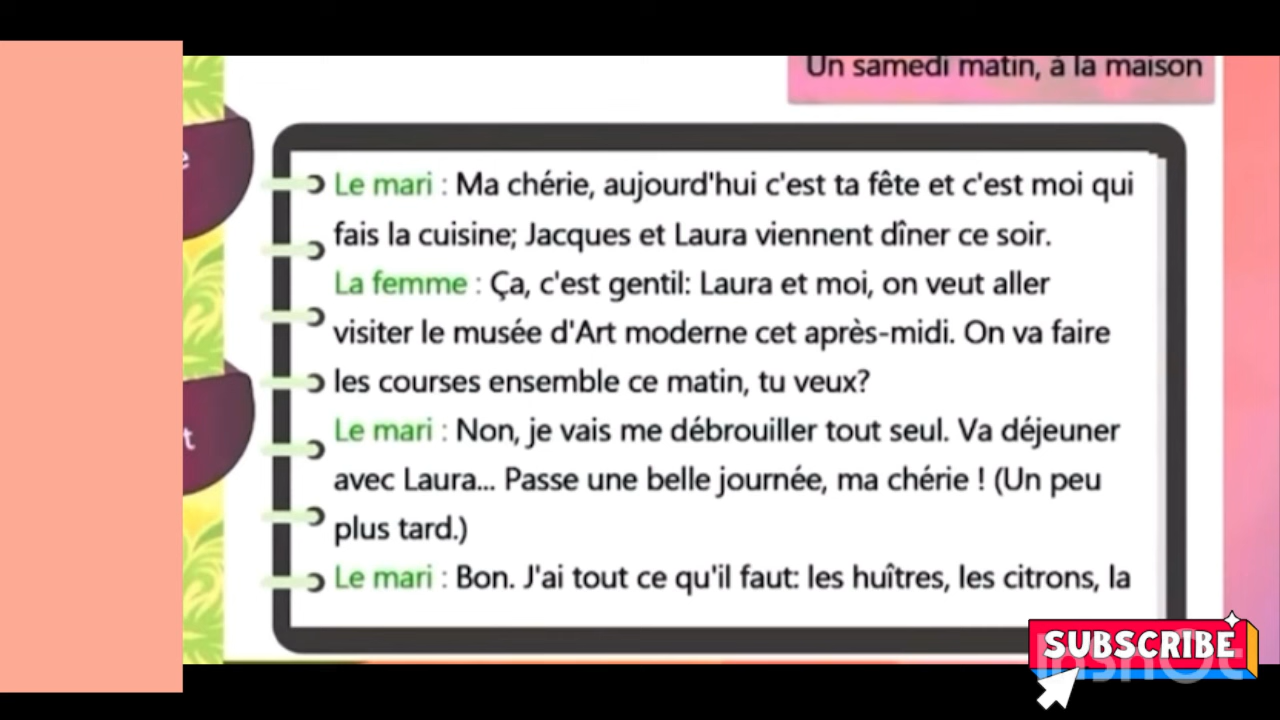 Un samedi matin, à la maison
e
Le mari : Ma chérie, aujourd'hui c'est ta fête et c'est moi qui
fais la cuisine; Jacques et Laura viennent dîner ce soir.
La femme : Ça, c'est gentil: Laura et moi, on veut aller
visiter le musée d'Art moderne cet après-midi. On va faire
les courses ensemble ce matin, tu veux?
t
Le mari : Non, je vais me débrouiller tout seul. Va déjeuner
avec Laura... Passe une belle journée, ma chérie ! (Un peu
plus tard.)
Le mari : Bon. J'ai tout ce qu'il faut: les huîtres, les citrons, la
SUBSCRIBE